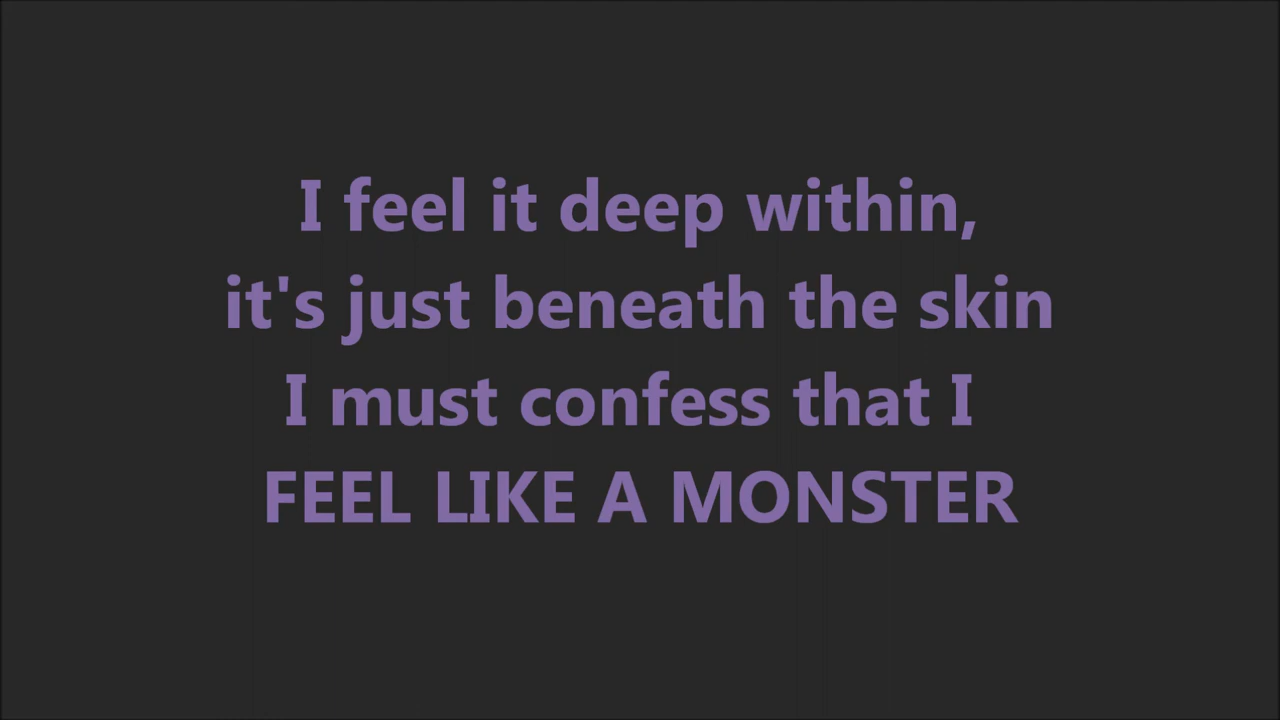 I feel it deep within,
it's just beneath the skin
I must confess that I
FEEL LIKE A MONSTER